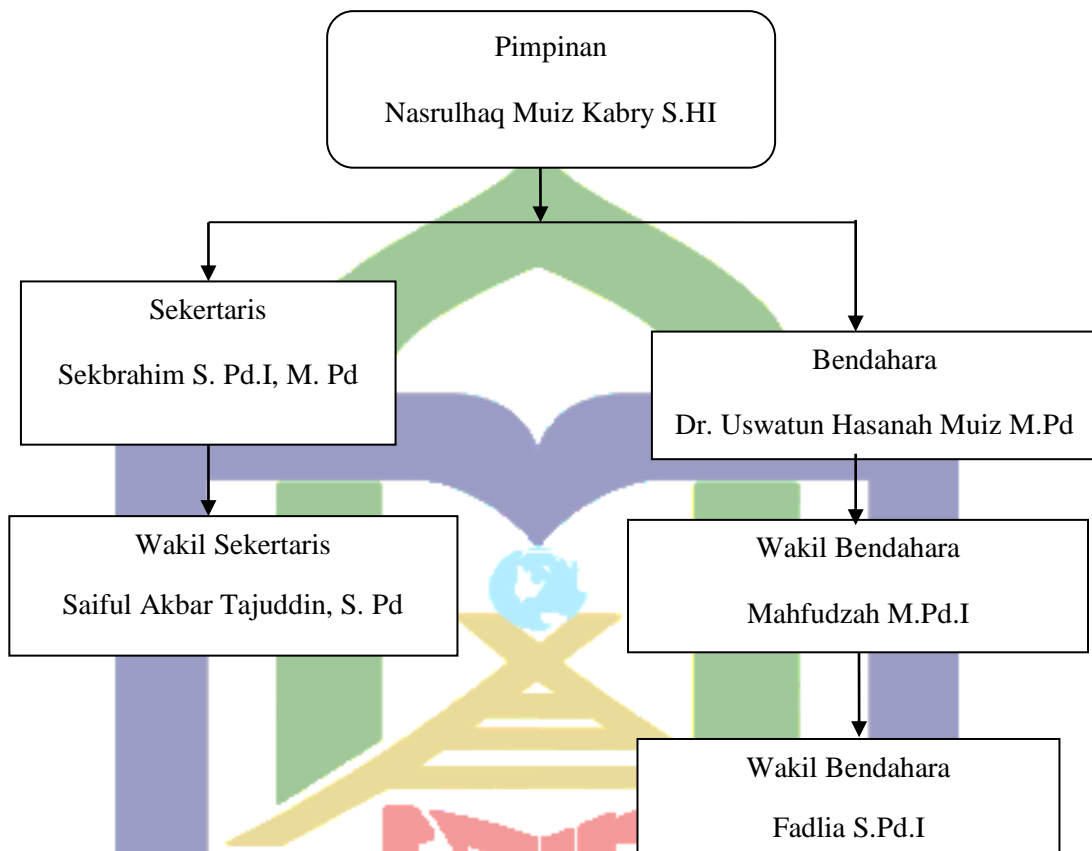 Pimpinan
Nasrulhaq Muiz Kabry S.HI
Sekertaris
Sekbrahim S. Pd.I, M. Pd
Bendahara
Dr. Uswatun Hasanah Muiz M.Pd
Wakil Sekertaris
Saiful Akbar Tajuddin, S. Pd
Wakil Bendahara
Mahfudzah M.Pd.I
Wakil Bendahara
Fadlia S.Pd.I